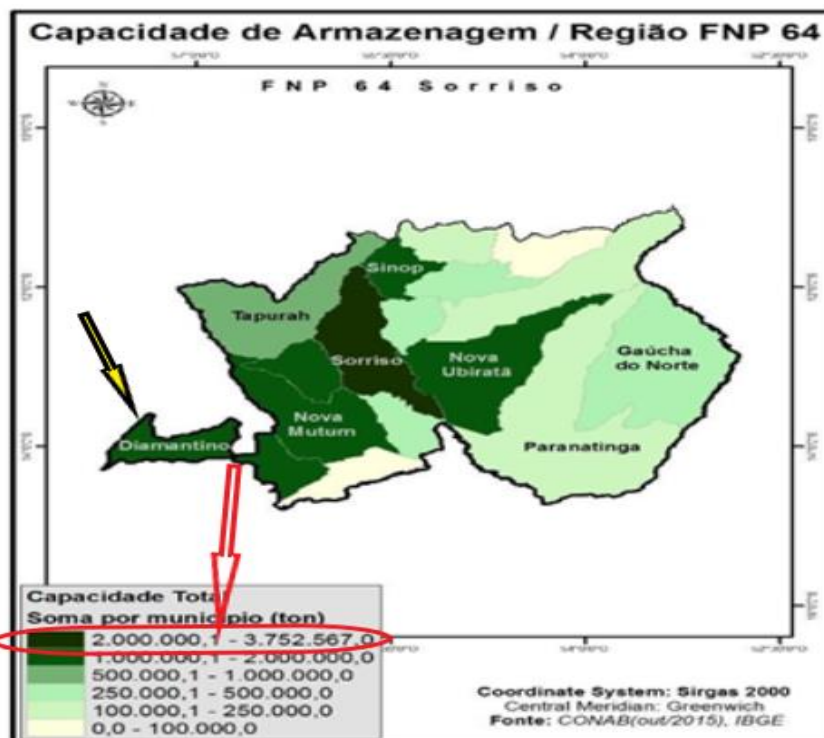 Capacidade de Armazenagem / Região FNP 64
FNP 64 Sorriso
Sinop
Tapurah
Sorriso
Nova
Ubiratã
Gaúcha
do Norte
Nova
Mutum
Diamantino
Paranatinga
Capacidade Total
Soma por município (ton)
2.000.000,1 - 3.752.567,0
1.000.000,1 - 2.000.000,0
500.000,1 - 1.000.000,0
250.000,1 - 500.000,0
100.000,1 - 250.000,0
0,0 - 100.000,0
Coordinate System: Sirgas 2000
Central Meridian: Greenwich
Fonte: CONAB(out/2015), IBGE